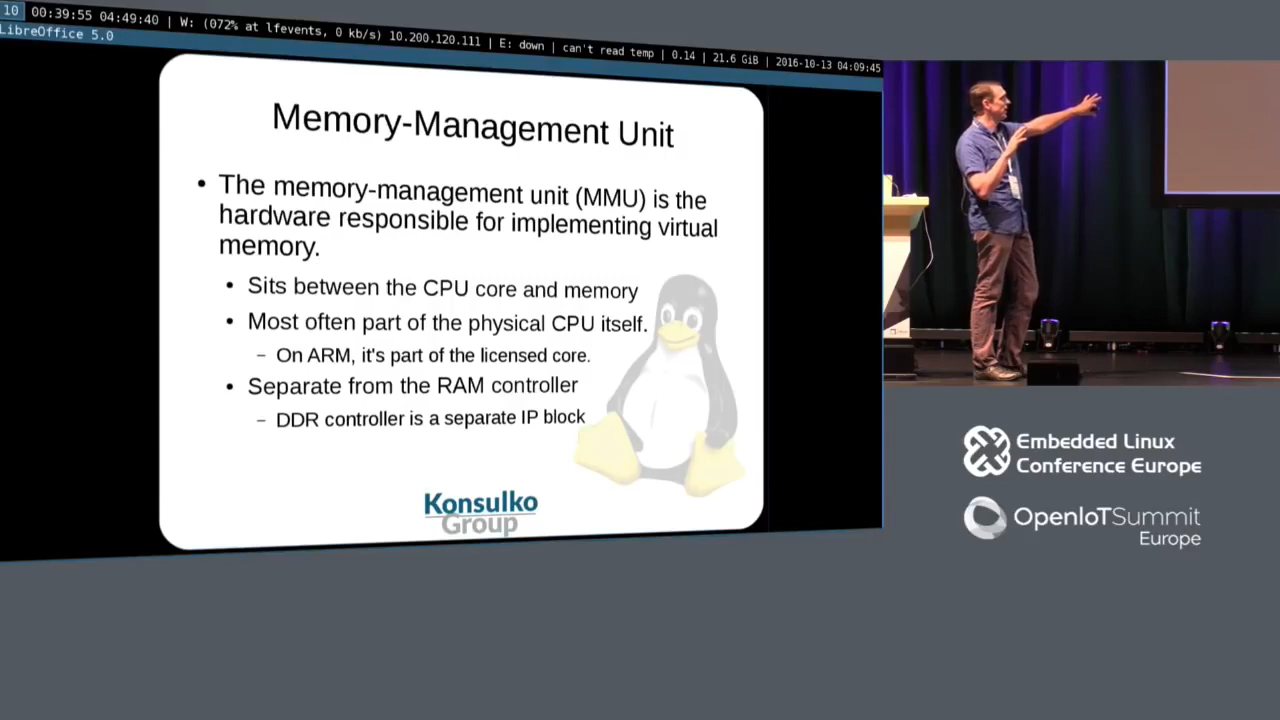 10 00:39:55 04:49:40 | W: (072% at lfevents, 0 kb/s) 10.200.120.111 | E: down | can't read temp | 0.14 | 21.6 GiB | 2016-10-13 04:09:45
LibreOffice 5.0
Memory-Management Unit
• The memory-management unit (MMU) is the
hardware responsible for implementing virtual
memory.
• Sits between the CPU core and memory
• Most often part of the physical CPU itself.
– On ARM, it's part of the licensed core.
• Separate from the RAM controller
– DDR controller is a separate IP block
Konsulko
Group
Embedded Linux
Conference Europe
OpenIoTSummit
Europe